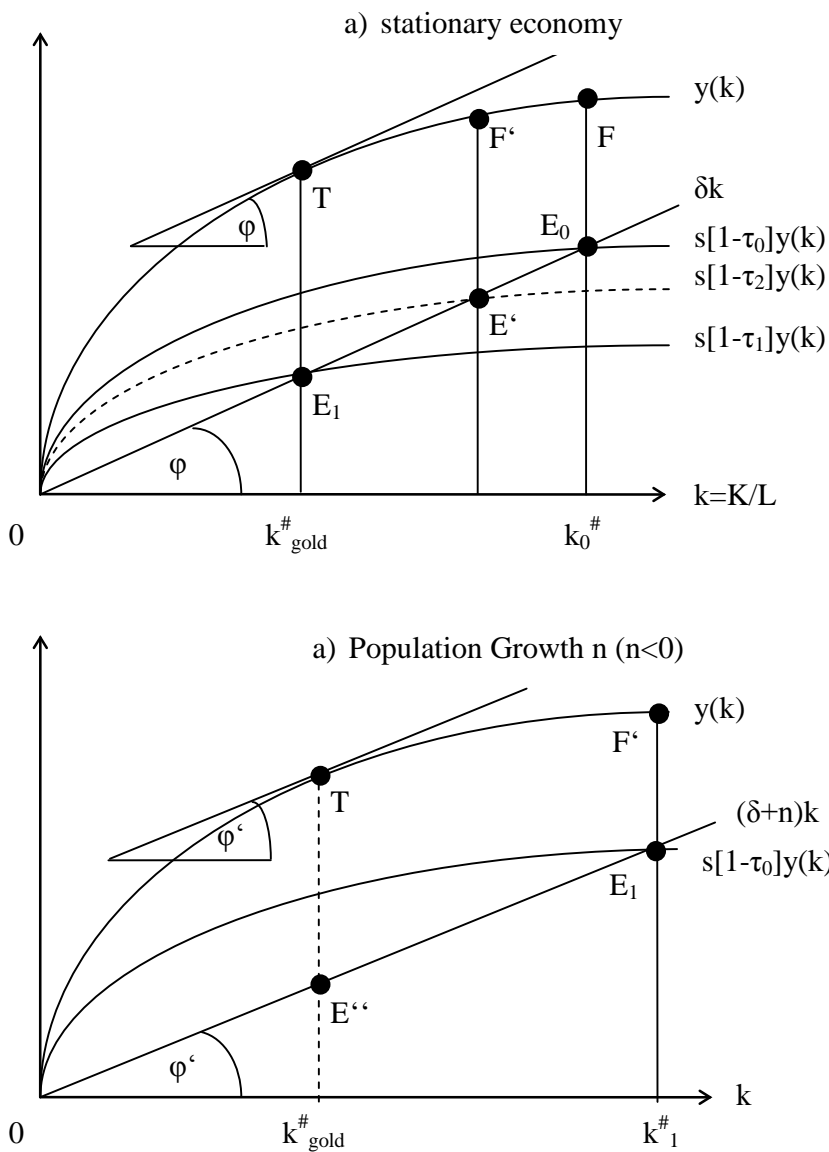 a) stationary economy
y(k)
F‘
F
T
δk
φ
E₀
s[1-τ₀]y(k)
s[1-τ₂]y(k)
E‘
s[1-τ₁]y(k)
E₁
φ
k=K/L
0
k#gold
k₀#
a) Population Growth n (n<0)
y(k)
F‘
T
(δ+n)k
φ‘
s[1-τ₀]y(k)
E₁
E‘‘
φ‘
k
0
k#gold
k#₁